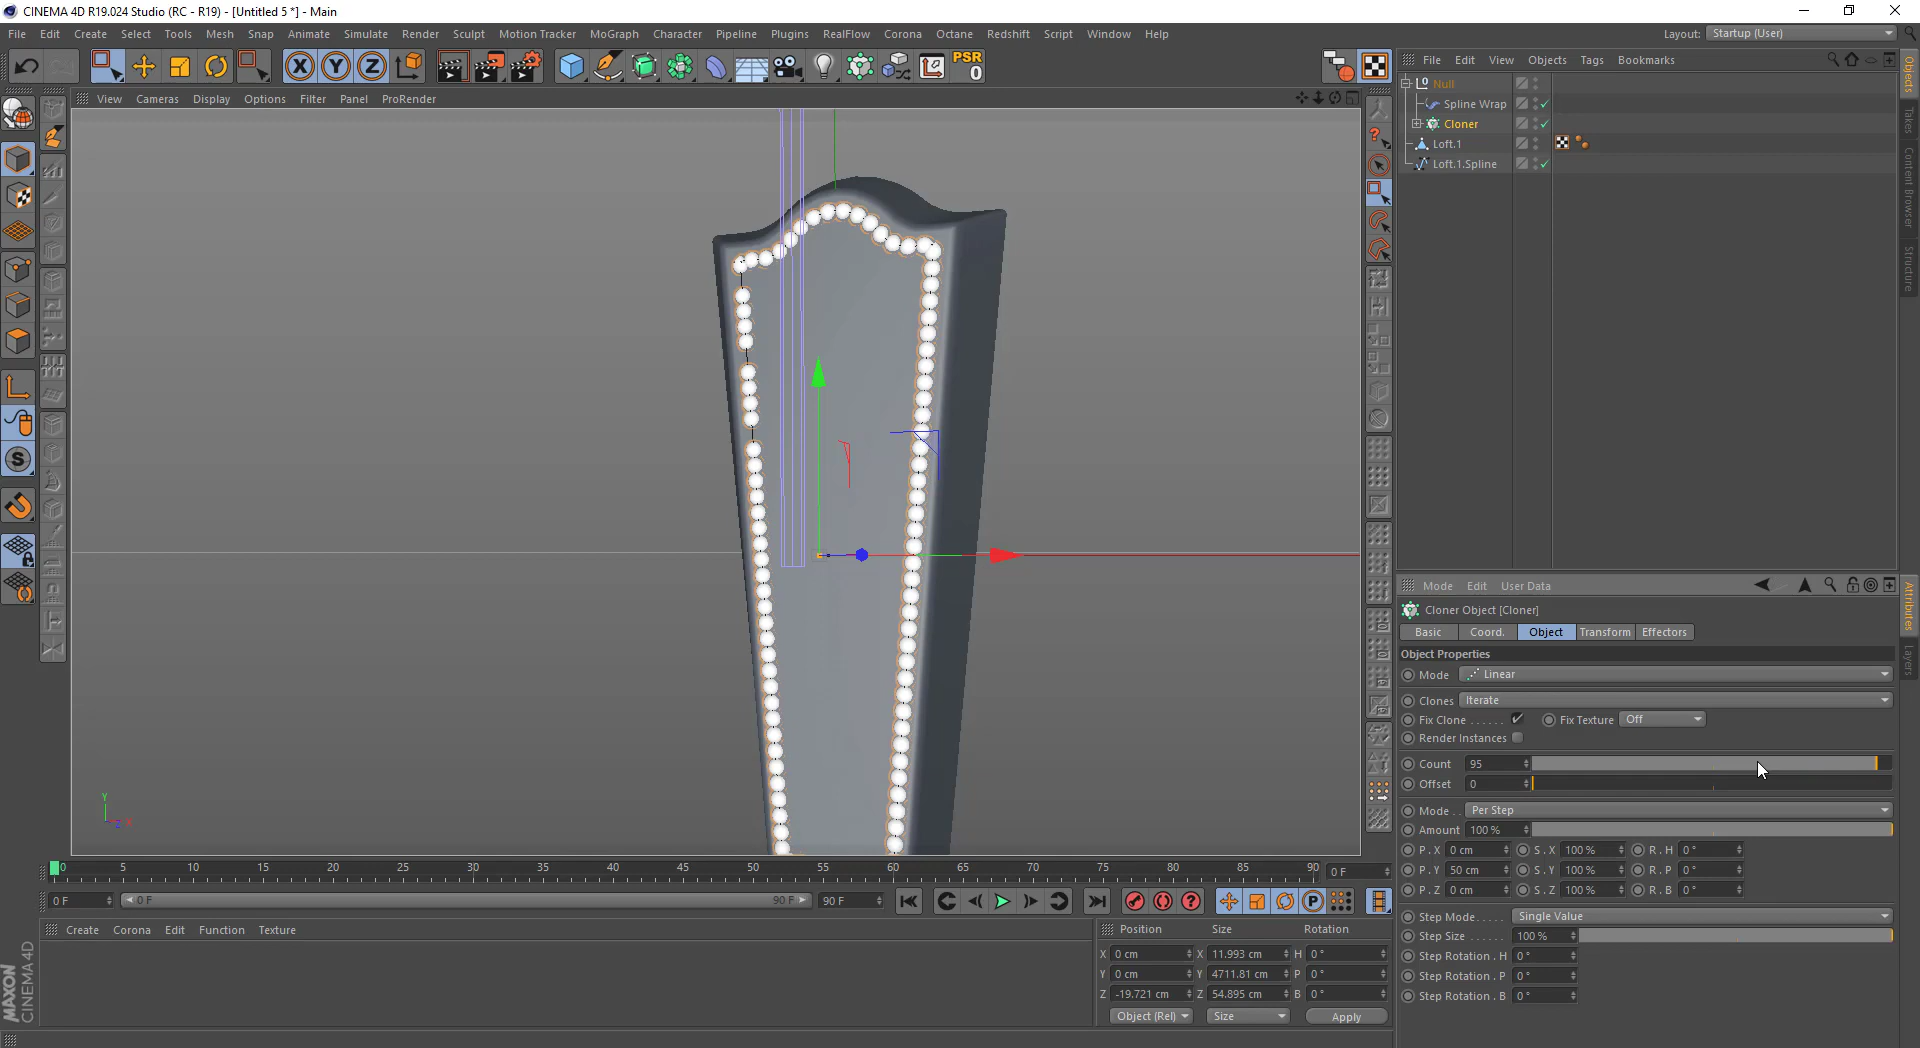 CINEMA 4D R19.024 Studio (RC - R19) - [Untitled 5 *] - Main
File Edit Create Select Tools Snap Mesh Animate Simulate Render Sculpt Motion Tracker MoGraph Character Pipeline Plugins RealFlow Corona Octane Redshift Script Window Help Layout: Startup (User)
X Y Z PSR 0
View Cameras Display Options Filter Panel ProRender
File Edit View Objects Tags Bookmarks
Null
Spline Wrap
Cloner
Loft.1
Loft.1.Spline
Objects
Takes
Content Browser
Structure
Y
Z X
Mode Edit User Data
Cloner Object [Cloner]
Basic Coord. Object Transform Effectors
Object Properties
Mode Linear
Clones Iterate
Fix Clone ...... Fix Texture Off
Render Instances
Count 95
Offset 0
Mode . . Per Step
Amount 100 %
P . X 0 cm S . X 100 % R . H 0 °
P . Y 50 cm S . Y 100 % R . P 0 °
P . Z 0 cm S . Z 100 % R . B 0 °
Step Mode..... Single Value
Step Size ...... 100 %
Step Rotation . H 0 °
Step Rotation . P 0 °
Step Rotation . B 0 °
Attributes
Layers
0 5 10 15 20 25 30 35 40 45 50 55 60 65 70 75 80 85 90 0 F
0 F 0 F 90 F 90 F
Create Corona Edit Function Texture
Position Size Rotation
X 0 cm X 11.993 cm H 0 °
Y 0 cm Y 4711.81 cm P 0 °
Z -19.721 cm Z 54.895 cm B 0 °
Object (Rel) Size Apply
MAXON
CINEMA 4D